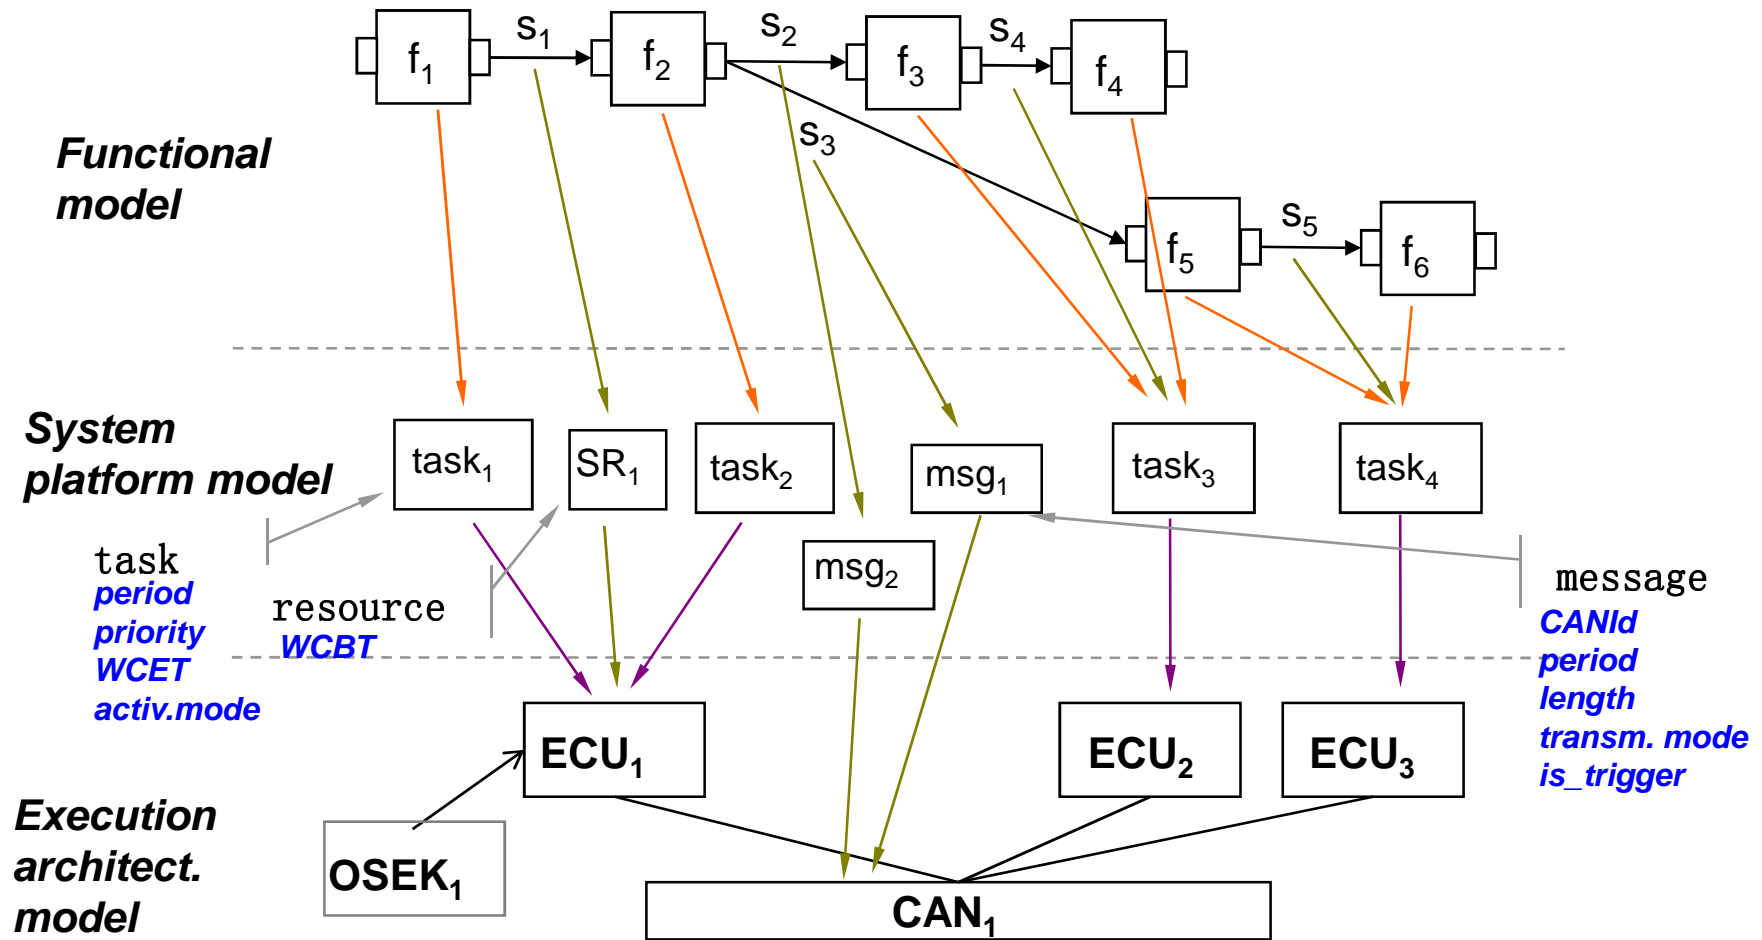 f1
s1
f2
s2
f3
s4
f4
s3
Functional
model
f5
s5
f6
System
platform model
task1
SR1
task2
msg1
task3
task4
msg2
task
period
priority
WCET
activ.mode
resource
WCBT
message
CANId
period
length
transm. mode
is_trigger
ECU1
ECU2
ECU3
Execution
architect.
model
OSEK1
CAN1